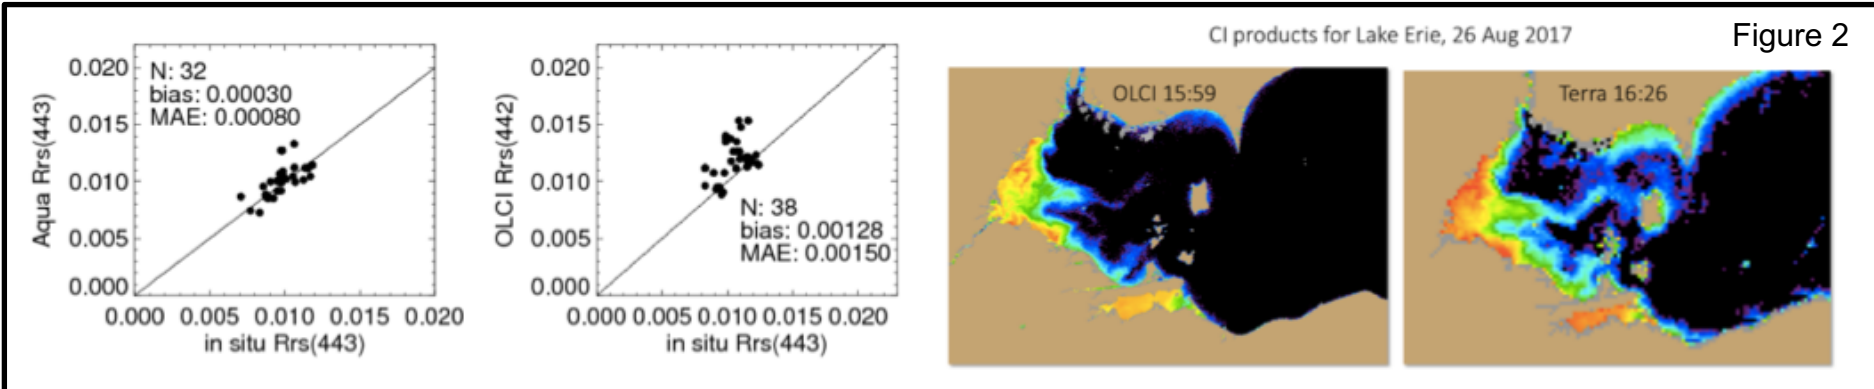 Figure 2
CI products for Lake Erie, 26 Aug 2017
Aqua Rrs(443)
0.020
0.015
0.010
0.005
0.000
N: 32
bias: 0.00030
MAE: 0.00080
0.000 0.005 0.010 0.015 0.020
in situ Rrs(443)
OLCI Rrs(442)
0.020
0.015
0.010
0.005
0.000
N: 38
bias: 0.00128
MAE: 0.00150
0.000 0.005 0.010 0.015 0.020
in situ Rrs(443)
OLCI 15:59
Terra 16:26